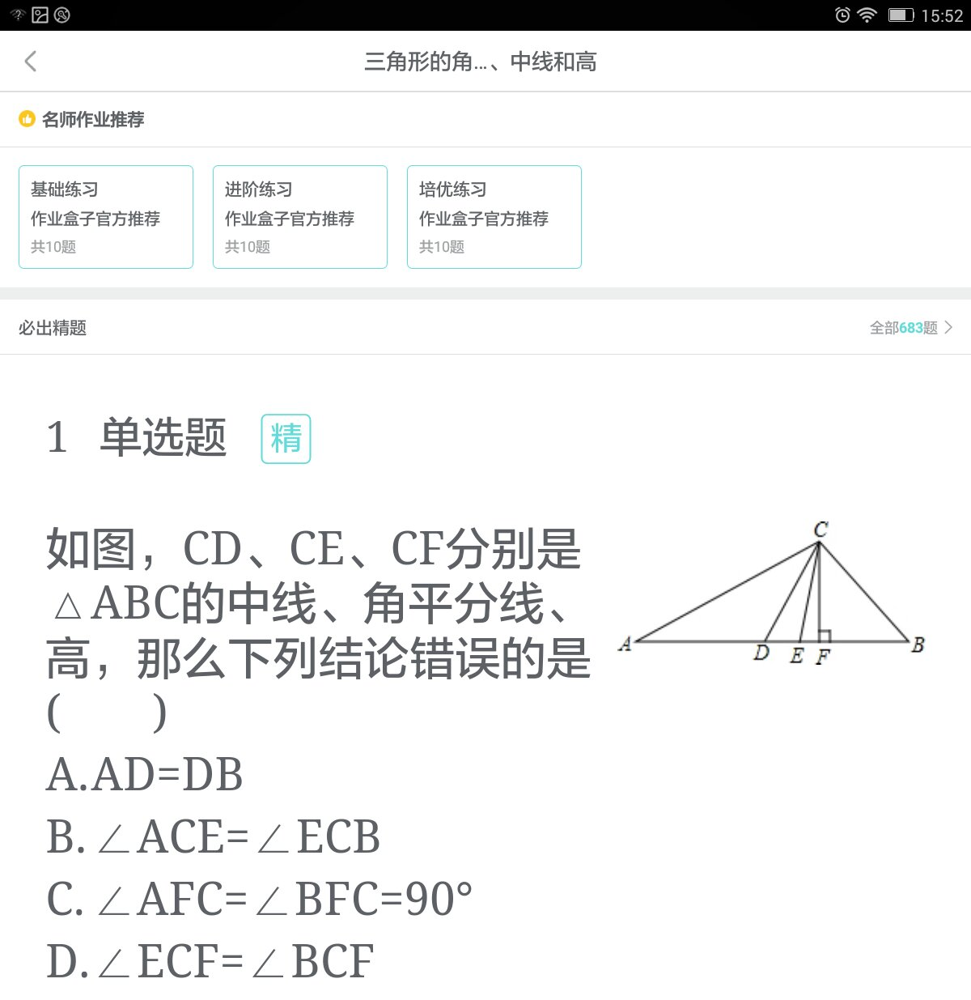 15:52
三角形的角...、中线和高
名师作业推荐
基础练习
作业盒子官方推荐
共10题
进阶练习
作业盒子官方推荐
共10题
培优练习
作业盒子官方推荐
共10题
必出精题
全部683题
1 单选题 精
如图，CD、CE、CF分别是
△ABC的中线、角平分线、
高，那么下列结论错误的是
( )
A.AD=DB
B.∠ACE=∠ECB
C.∠AFC=∠BFC=90°
D.∠ECF=∠BCF
C
A
D
E
F
B